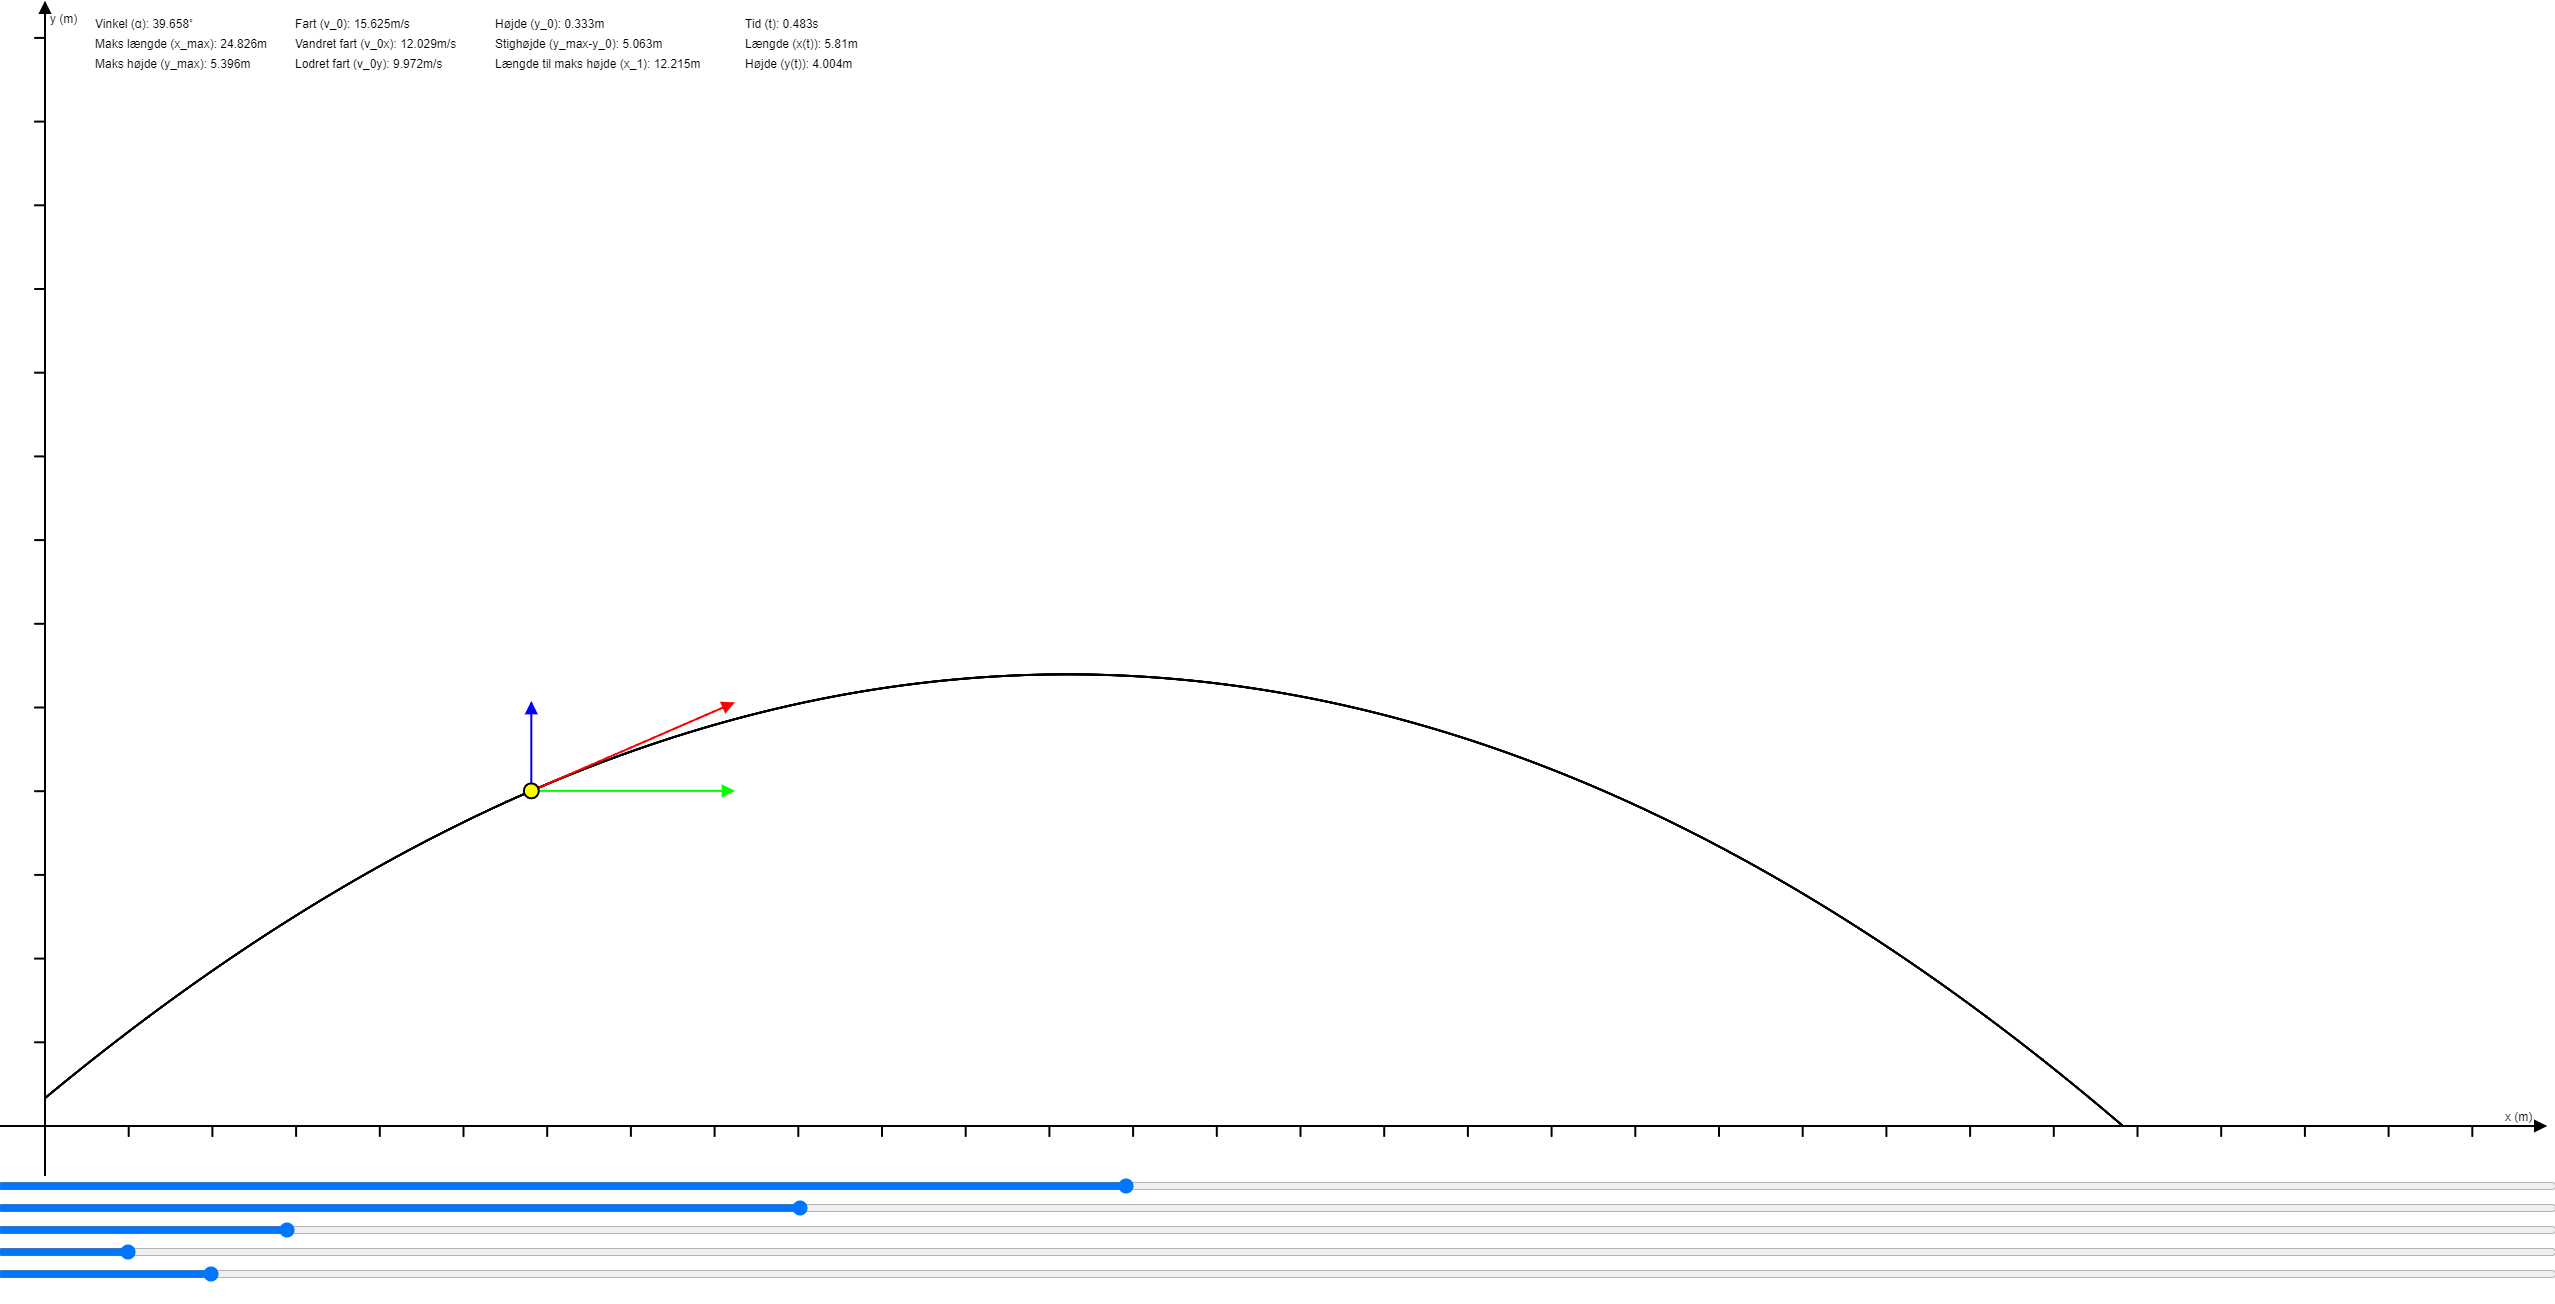 y (m)
Vinkel (α): 39.658°
Maks længde (x_max): 24.826m
Maks højde (y_max): 5.396m
Fart (v_0): 15.625m/s
Vandret fart (v_0x): 12.029m/s
Lodret fart (v_0y): 9.972m/s
Højde (y_0): 0.333m
Stighøjde (y_max-y_0): 5.063m
Længde til maks højde (x_1): 12.215m
Tid (t): 0.483s
Længde (x(t)): 5.81m
Højde (y(t)): 4.004m
x (m)